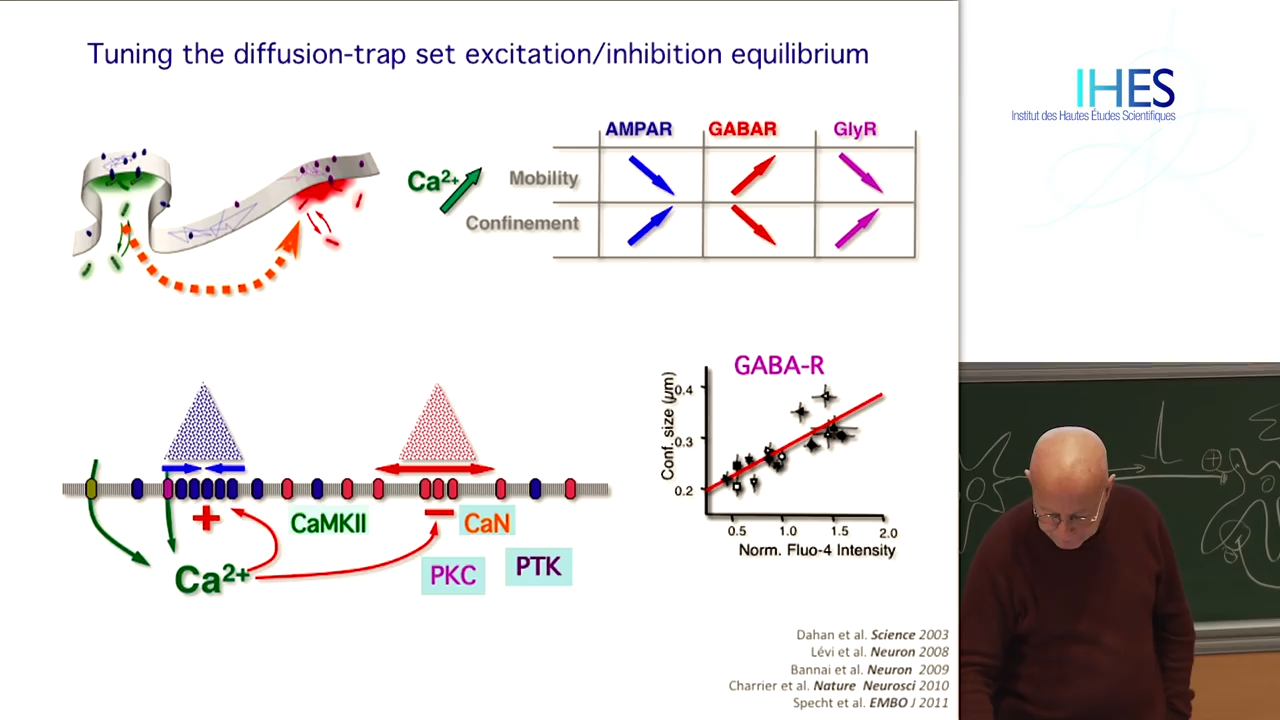 Tuning the diffusion-trap set excitation/inhibition equilibrium
IHES
Institut des Hautes Études Scientifiques
AMPAR GABAR GlyR
Ca2+
Mobility
Confinement
GABA-R
Conf. size (µm)
0.4
0.3
0.2
0.5 1.0 1.5 2.0
Norm. Fluo-4 Intensity
+
CaMKII
CaN
Ca2+
PKC
PTK
Dahan et al. Science 2003
Lévi et al. Neuron 2008
Bannai et al. Neuron 2009
Charrier et al. Nature Neurosci 2010
Specht et al. EMBO J 2011